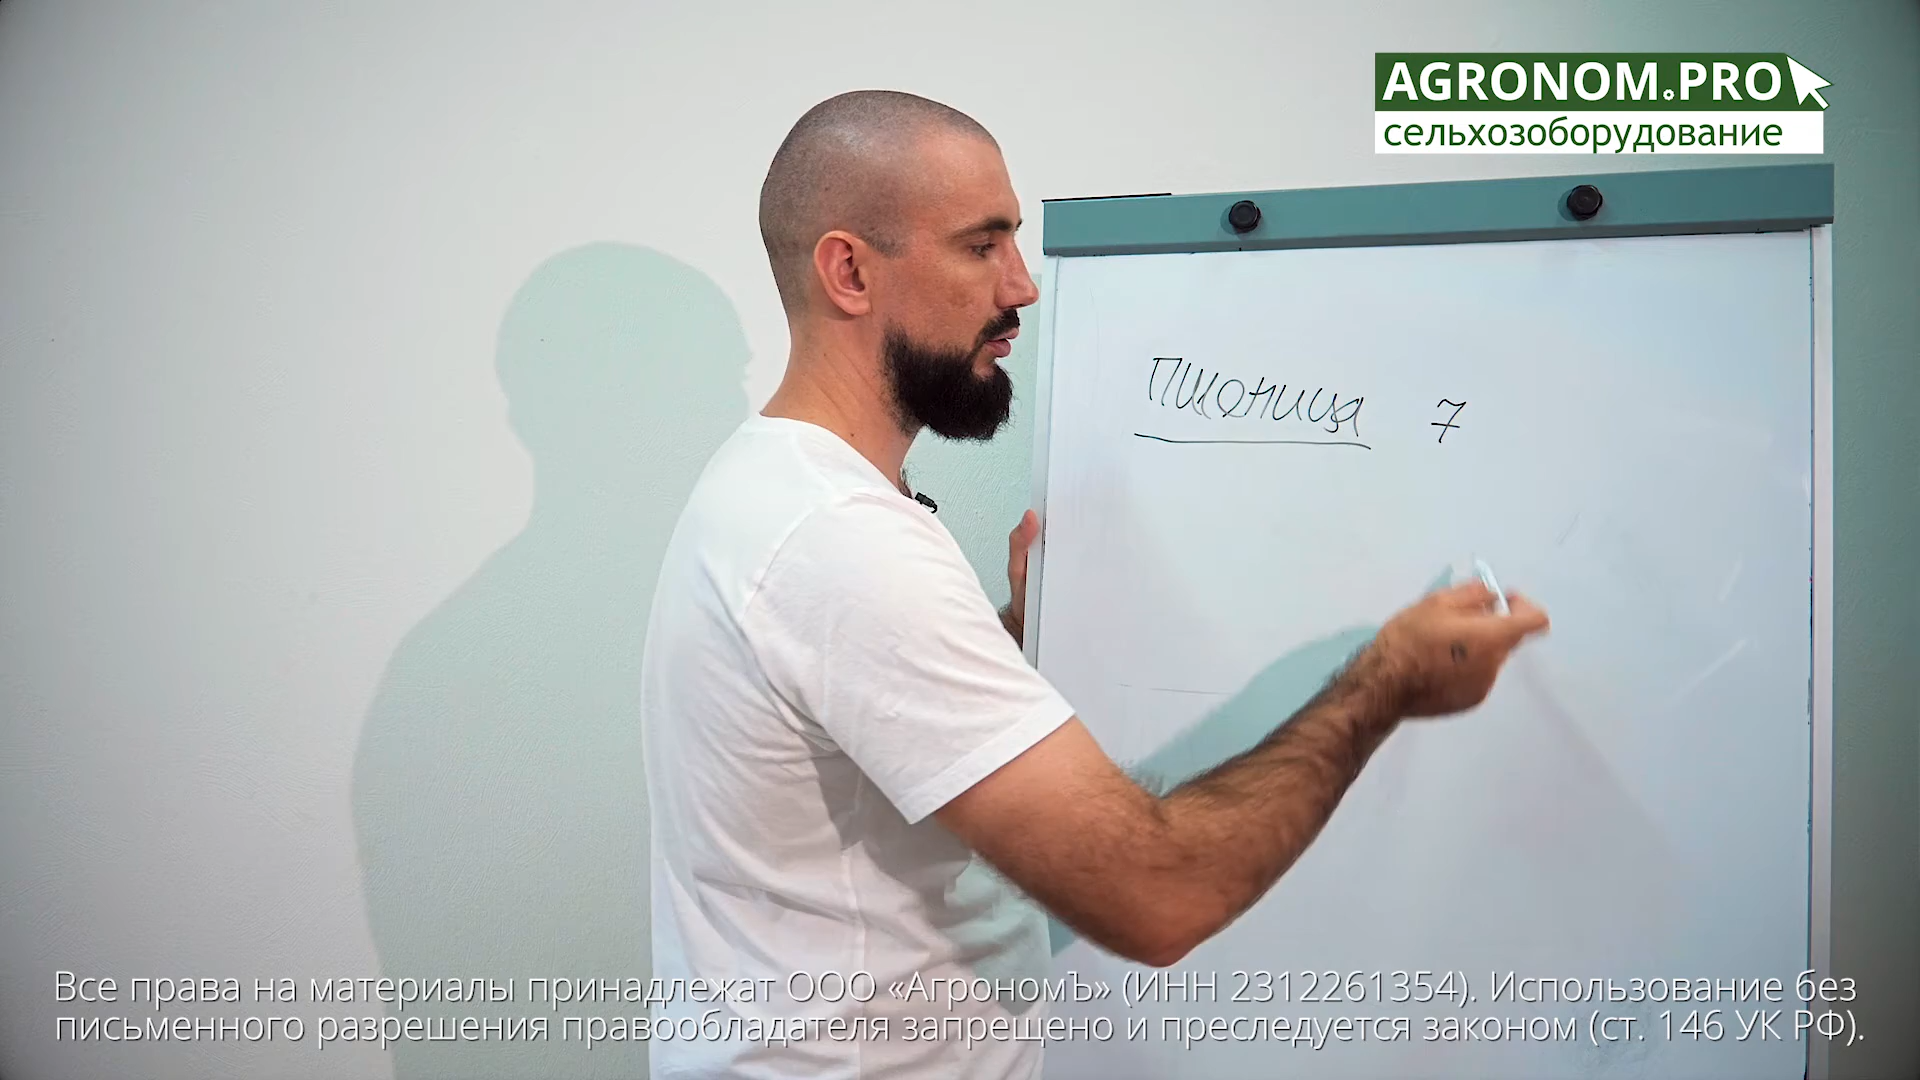 AGRONOM.PRO
сельхозоборудование
пшеница 7
Все права на материалы принадлежат ООО «АгрономЪ» (ИНН 2312261354). Использование без
письменного разрешения правообладателя запрещено и преследуется законом (ст. 146 УК РФ).